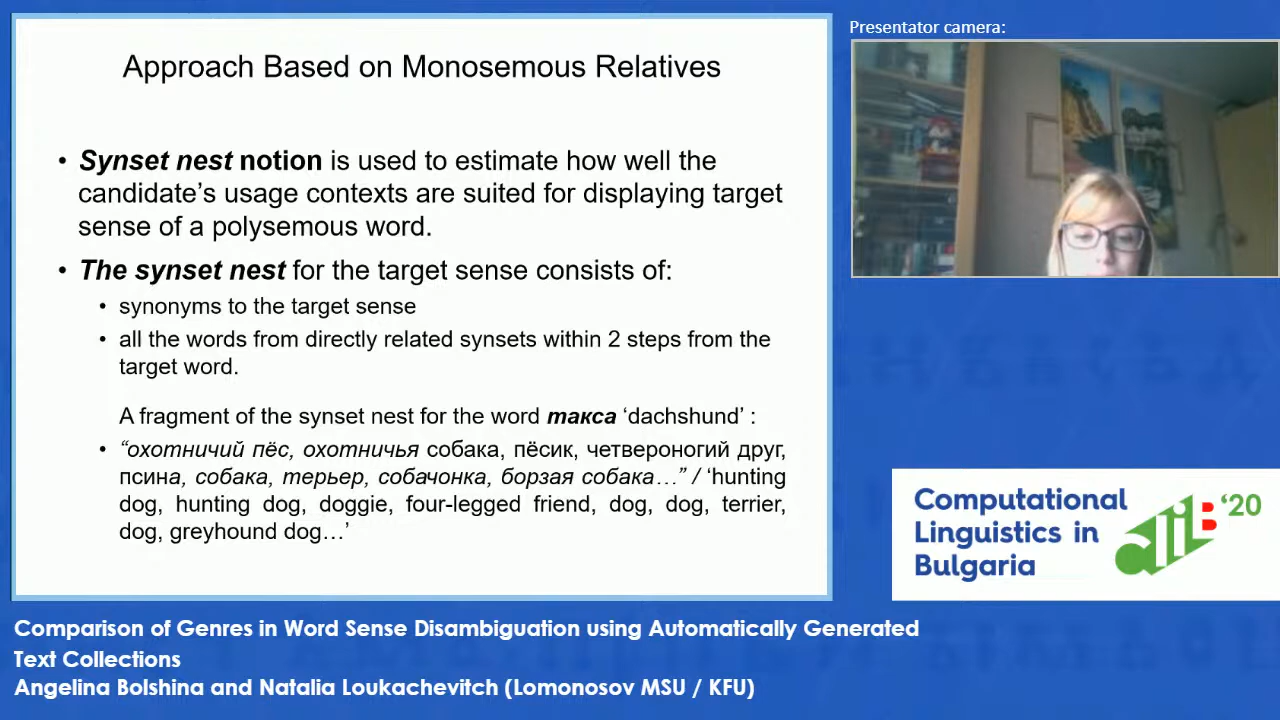 Presentator camera:
Approach Based on Monosemous Relatives
• Synset nest notion is used to estimate how well the
candidate's usage contexts are suited for displaying target
sense of a polysemous word.
• The synset nest for the target sense consists of:
• synonyms to the target sense
• all the words from directly related synsets within 2 steps from the
target word.
A fragment of the synset nest for the word такса ‘dachshund’ :
• “охотничий пёс, охотничья собака, пёсик, четвероногий друг,
псина, собака, терьер, собачонка, борзая собака…” / ‘hunting
dog, hunting dog, doggie, four-legged friend, dog, dog, terrier,
dog, greyhound dog…’
Computational
Linguistics in
Bulgaria
clib ‘20
Comparison of Genres in Word Sense Disambiguation using Automatically Generated
Text Collections
Angelina Bolshina and Natalia Loukachevitch (Lomonosov MSU / KFU)